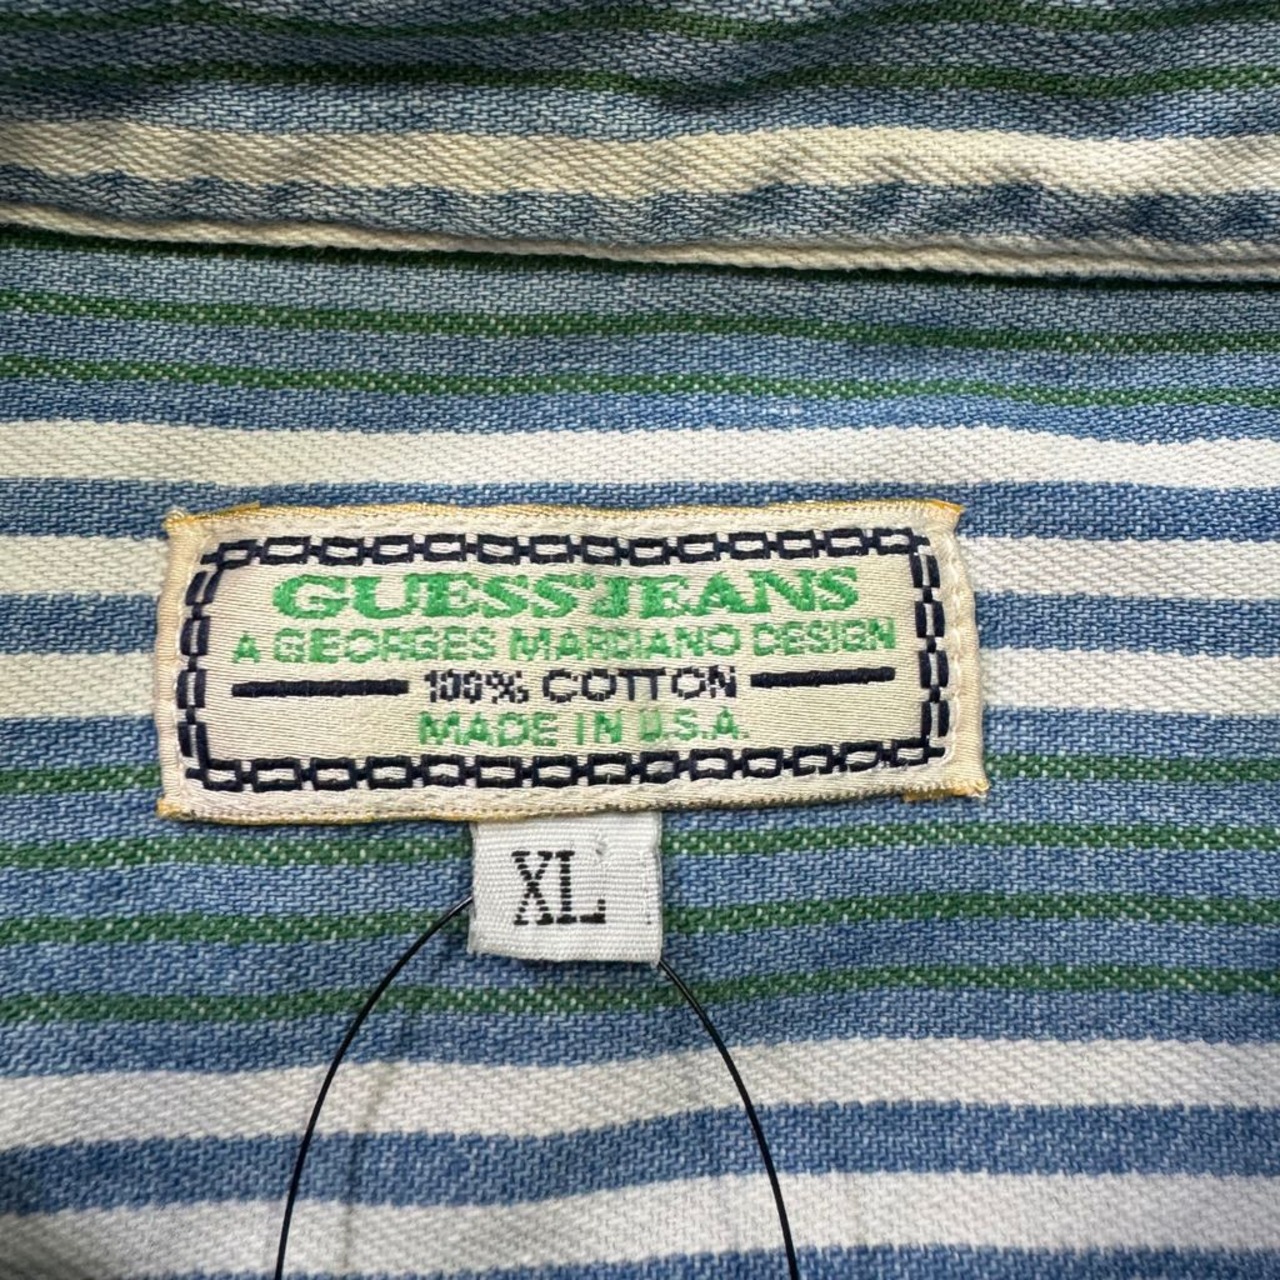 GUESS JEANS
A GEORGES MARCIANO DESIGN
100% COTTON
MADE IN U.S.A.
XL